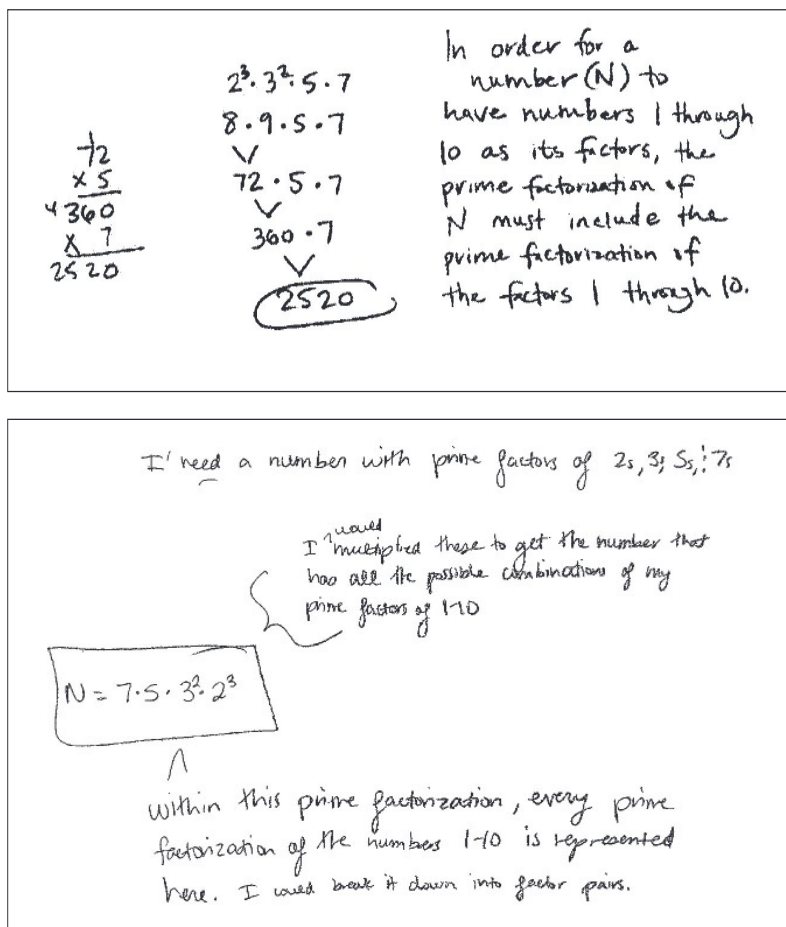 2³·3²·5·7
8·9·5·7
72·5·7
360·7
2520
72
x 5
4 360
x 7
2520
In order for a
number (N) to
have numbers 1 through
10 as its factors, the
prime factorization of
N must include the
prime factorization of
the factors 1 through 10.
I need a number with prime factors of 2s, 3s, 5s, 7s
would
I multiplied these to get the number that
has all the possible combinations of my
prime factors of 1-10
N = 7·5·3²·2³
within this prime factorization, every prime
factorization of the numbers 1-10 is represented
here. I could break it down into factor pairs.